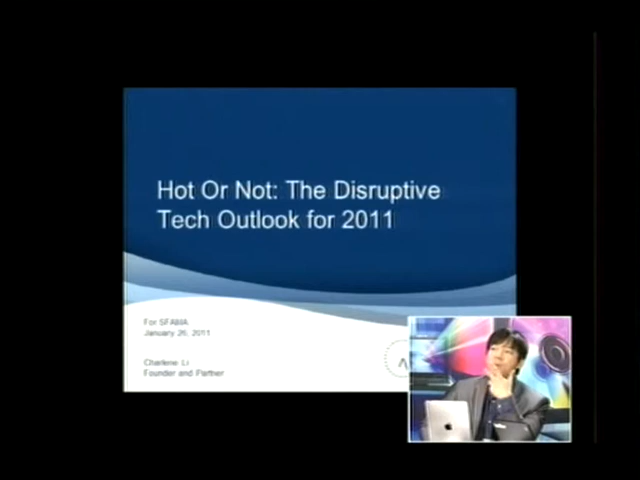 Hot Or Not: The Disruptive
Tech Outlook for 2011
For SFAMA
January 26, 2011
Charlene Li
Founder and Partner